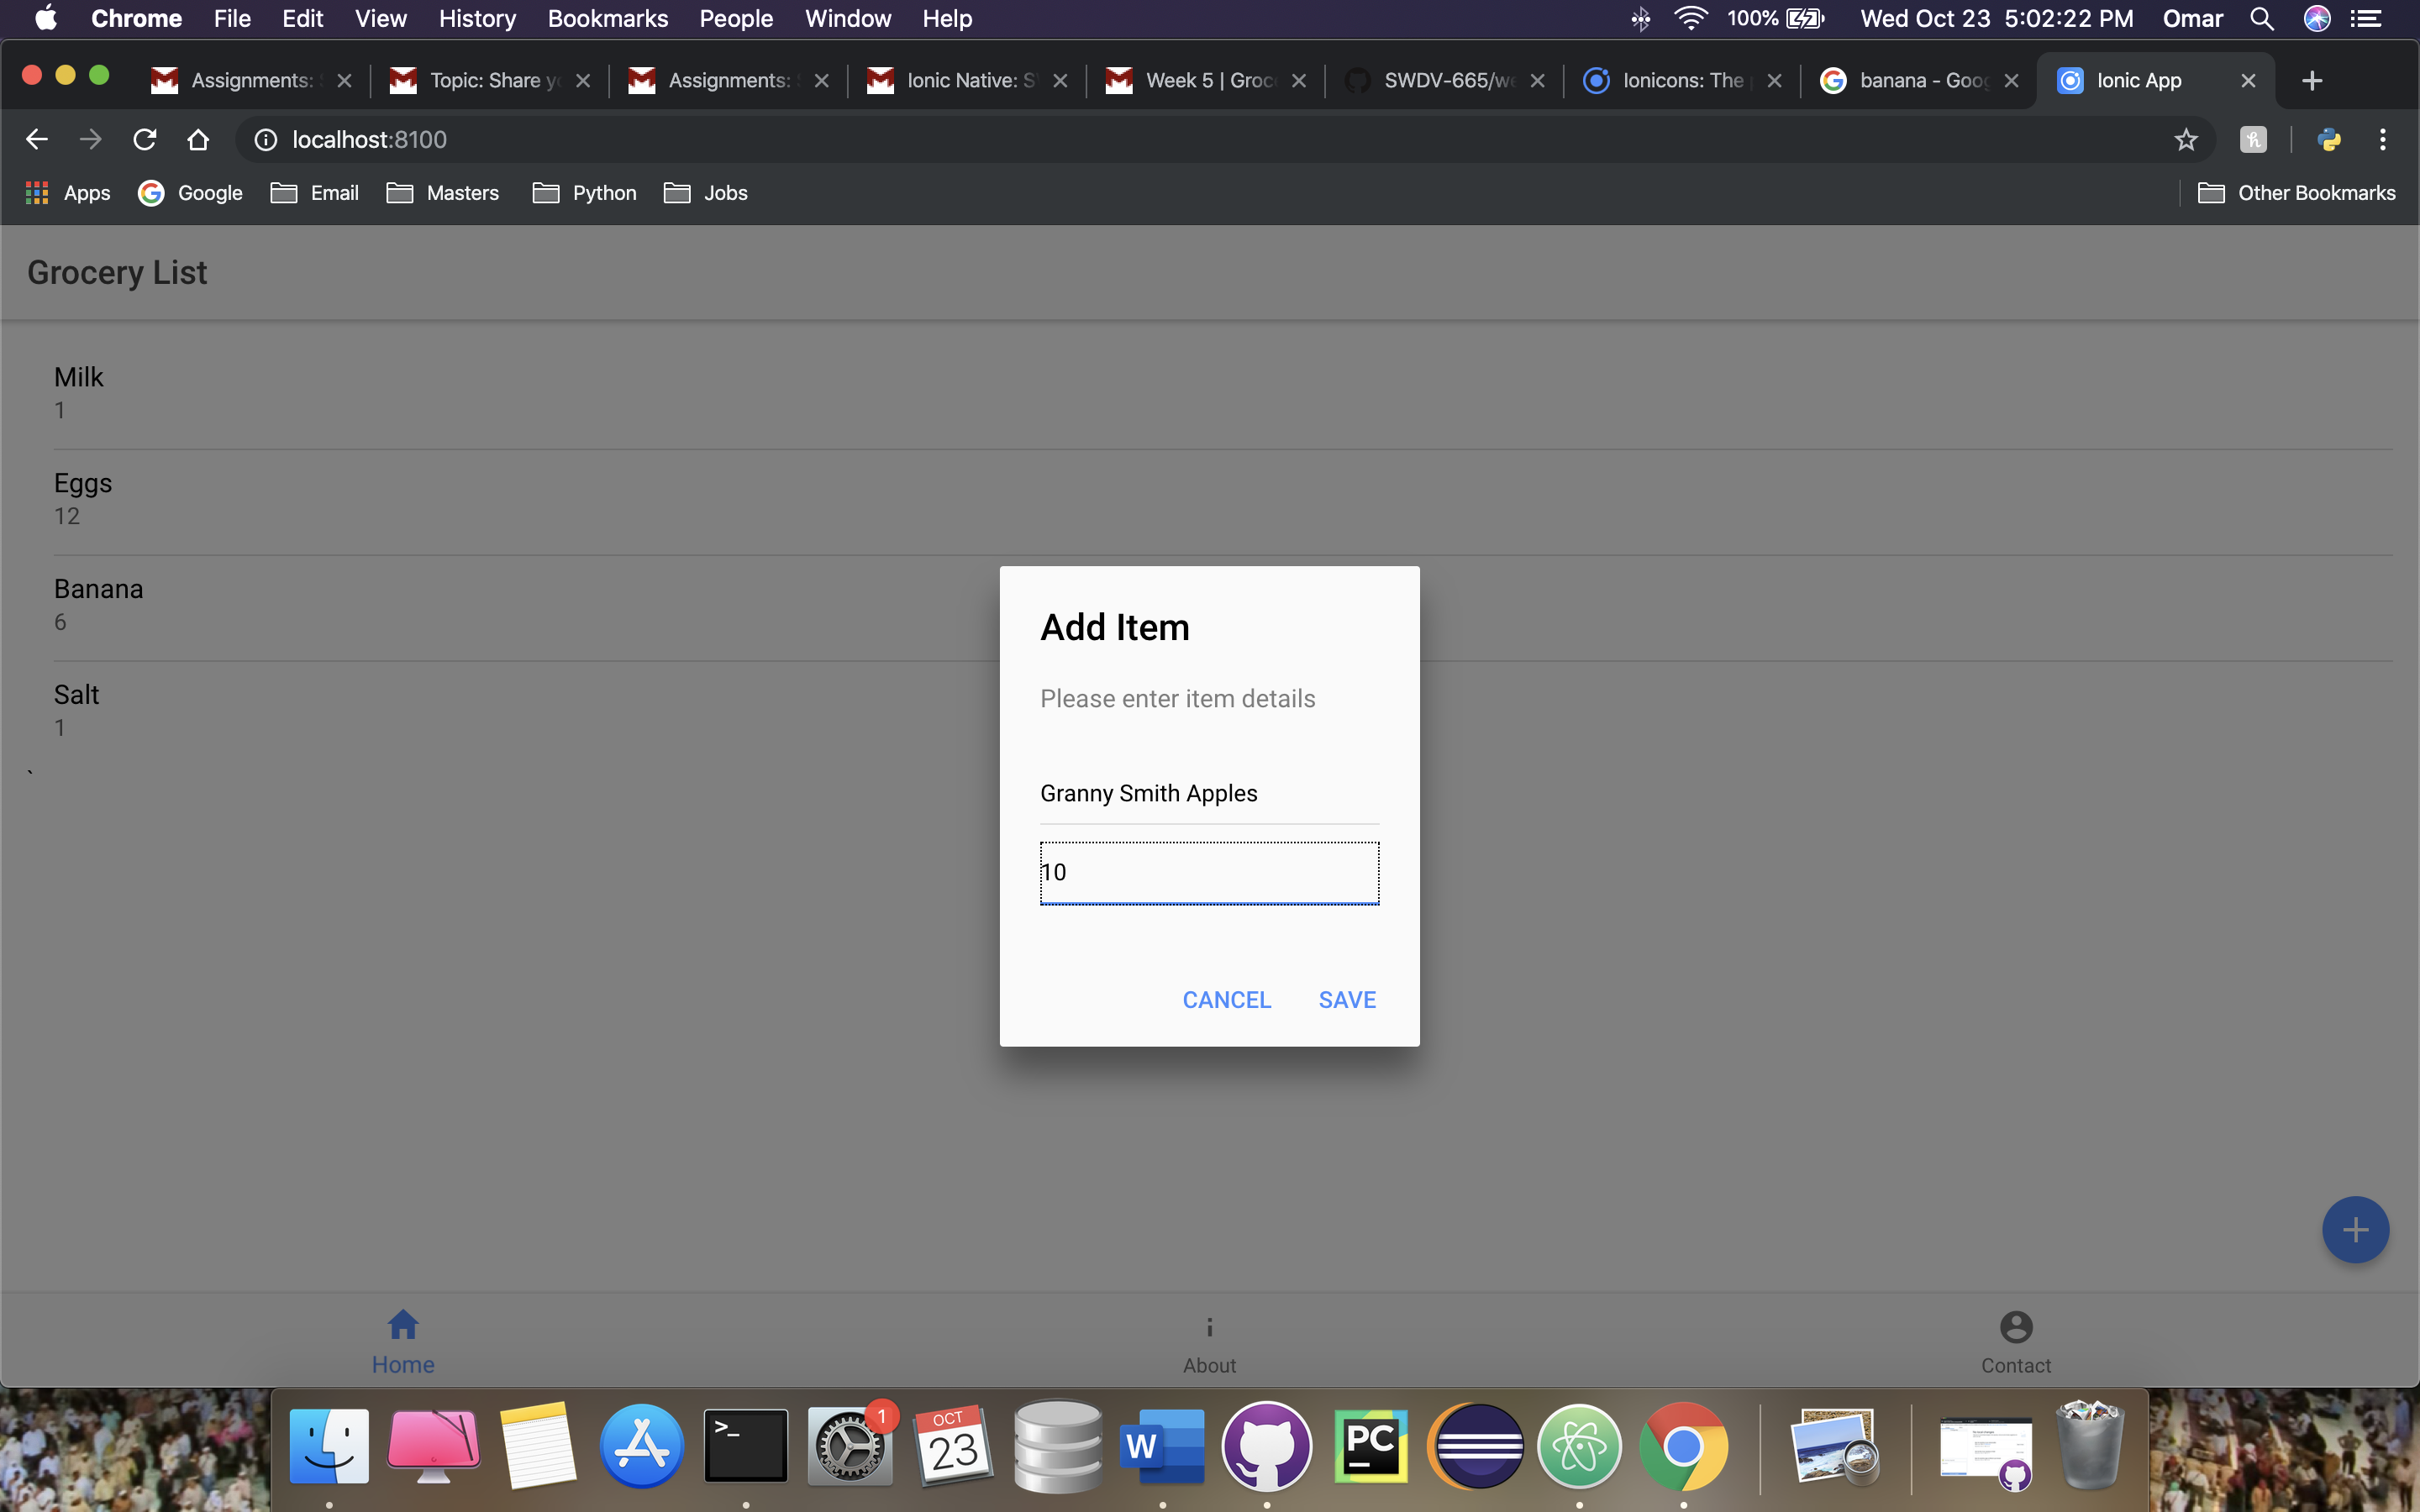 Chrome File Edit View History Bookmarks People Window Help 100% Wed Oct 23 5:02:22 PM Omar
Assignments: Topic: Share Assignments: Ionic Native: Week 5 | SWDV-665/ Ionicons: The banana - Ionic App
localhost:8100
Apps Google Email Masters Python Jobs Other Bookmarks
Grocery List
Milk
1
Eggs
12
Banana
6
Salt
1
`
Add Item
Please enter item details
Granny Smith Apples
10
CANCEL SAVE
Home About Contact
>_ 1 OCT 23 W PC